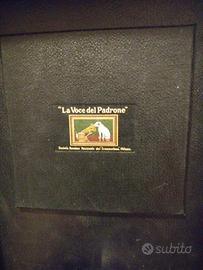 "La Voce del Padrone"
Società Anonima Nazionale del Grammofono, Milano.
subito